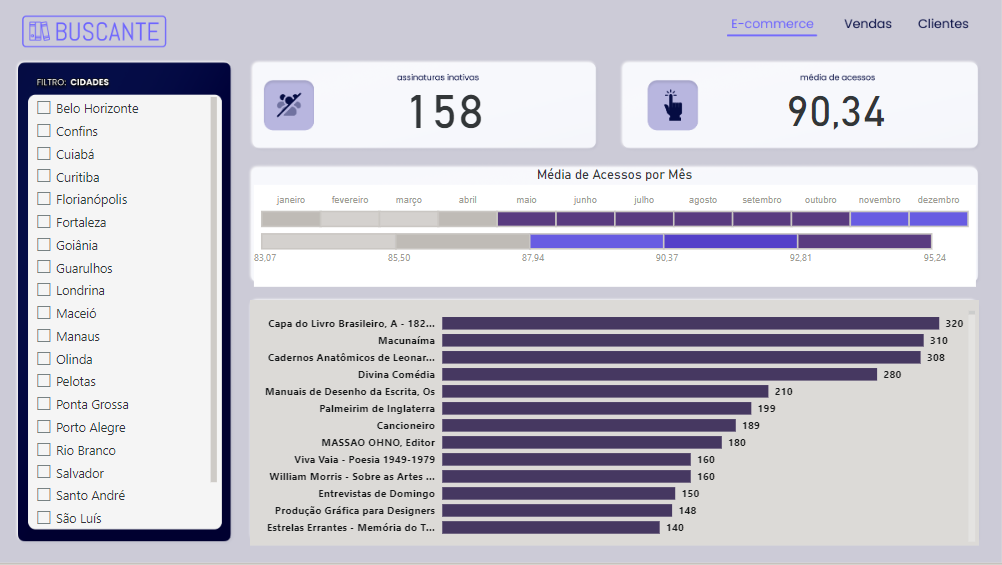 BUSCANTE
E-commerce Vendas Clientes
FILTRO: CIDADES
Belo Horizonte
Confins
Cuiabá
Curitiba
Florianópolis
Fortaleza
Goiânia
Guarulhos
Londrina
Maceió
Manaus
Olinda
Pelotas
Ponta Grossa
Porto Alegre
Rio Branco
Salvador
Santo André
São Luís
assinaturas inativas
158
média de acessos
90,34
Média de Acessos por Mês
janeiro fevereiro março abril maio junho julho agosto setembro outubro novembro dezembro
83,07 85,50 87,94 90,37 92,81 95,24
Capa do Livro Brasileiro, A - 182... 320
Macunaíma 310
Cadernos Anatômicos de Leonar... 308
Divina Comédia 280
Manuais de Desenho da Escrita, Os 210
Palmeirim de Inglaterra 199
Cancioneiro 189
MASSAO OHNO, Editor 180
Viva Vaia - Poesia 1949-1979 160
William Morris - Sobre as Artes ... 160
Entrevistas de Domingo 150
Produção Gráfica para Designers 148
Estrelas Errantes - Memória do T... 140